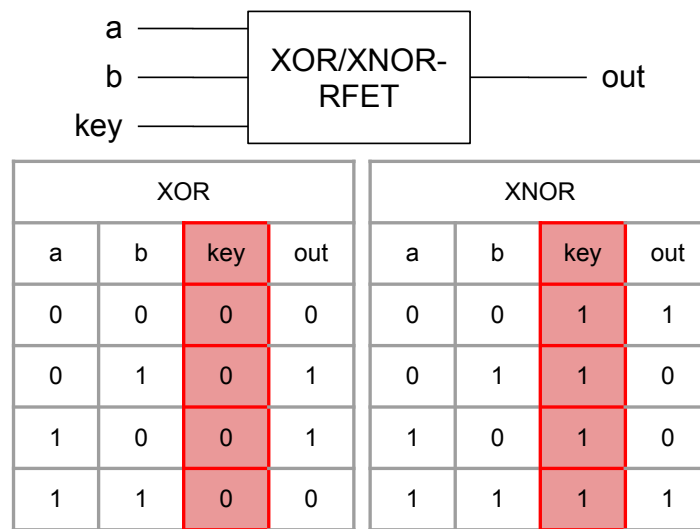 a
b
key
XOR/XNOR-
RFET
out
XOR
a b key out
0 0 0 0
0 1 0 1
1 0 0 1
1 1 0 0
XNOR
a b key out
0 0 1 1
0 1 1 0
1 0 1 0
1 1 1 1